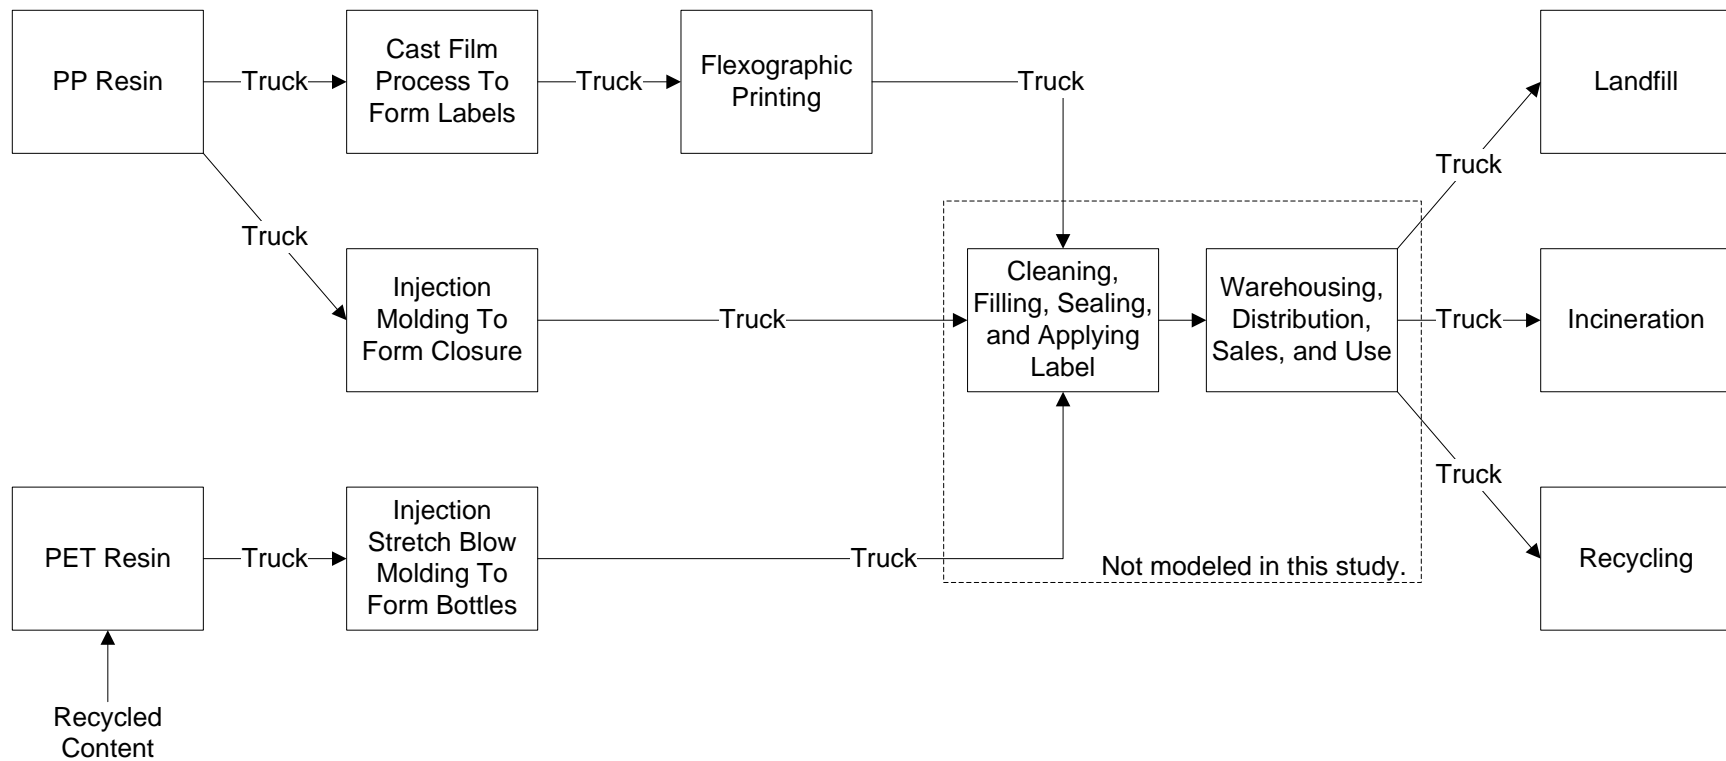 PP Resin
Truck
Cast Film
Process To
Form Labels
Truck
Flexographic
Printing
Truck
Landfill
Truck
Truck
Injection
Molding To
Form Closure
Truck
Cleaning,
Filling, Sealing,
and Applying
Label
Warehousing,
Distribution,
Sales, and Use
Truck
Incineration
Truck
PET Resin
Truck
Injection
Stretch Blow
Molding To
Form Bottles
Truck
Not modeled in this study.
Recycling
Recycled
Content